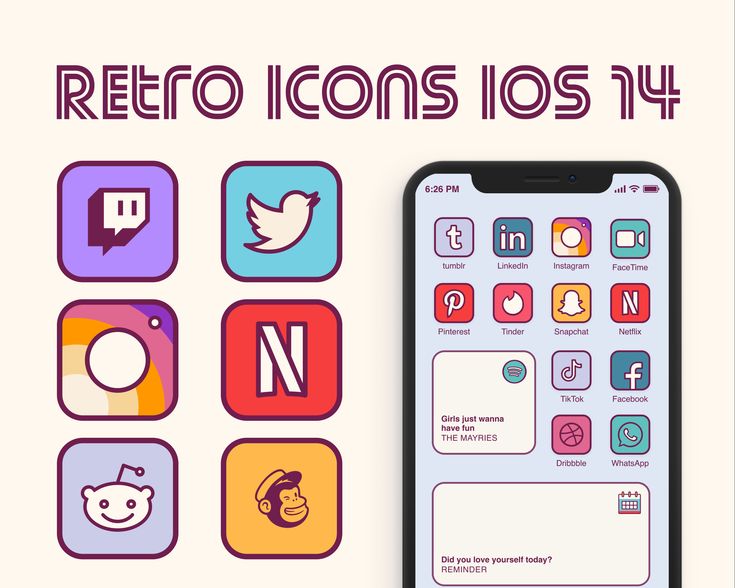 Retro Icons IOS 14
6:26 PM
t
in
tumblr
LinkedIn
Instagram
FaceTime
N
Pinterest
Tinder
Snapchat
Netflix
N
f
TikTok
Facebook
Girls just wanna
have fun
THE MAYRIES
Dribbble
WhatsApp
Did you love yourself today?
REMINDER